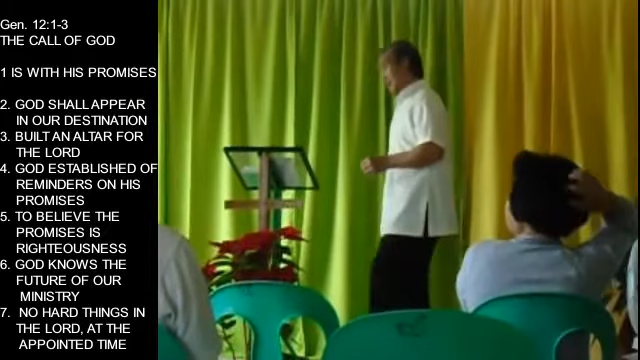 Gen. 12:1-3
THE CALL OF GOD
1 IS WITH HIS PROMISES
2. GOD SHALL APPEAR
IN OUR DESTINATION
3. BUILT AN ALTAR FOR
THE LORD
4. GOD ESTABLISHED OF
REMINDERS ON HIS
PROMISES
5. TO BELIEVE THE
PROMISES IS
RIGHTEOUSNESS
6. GOD KNOWS THE
FUTURE OF OUR
MINISTRY
7. NO HARD THINGS IN
THE LORD, AT THE
APPOINTED TIME